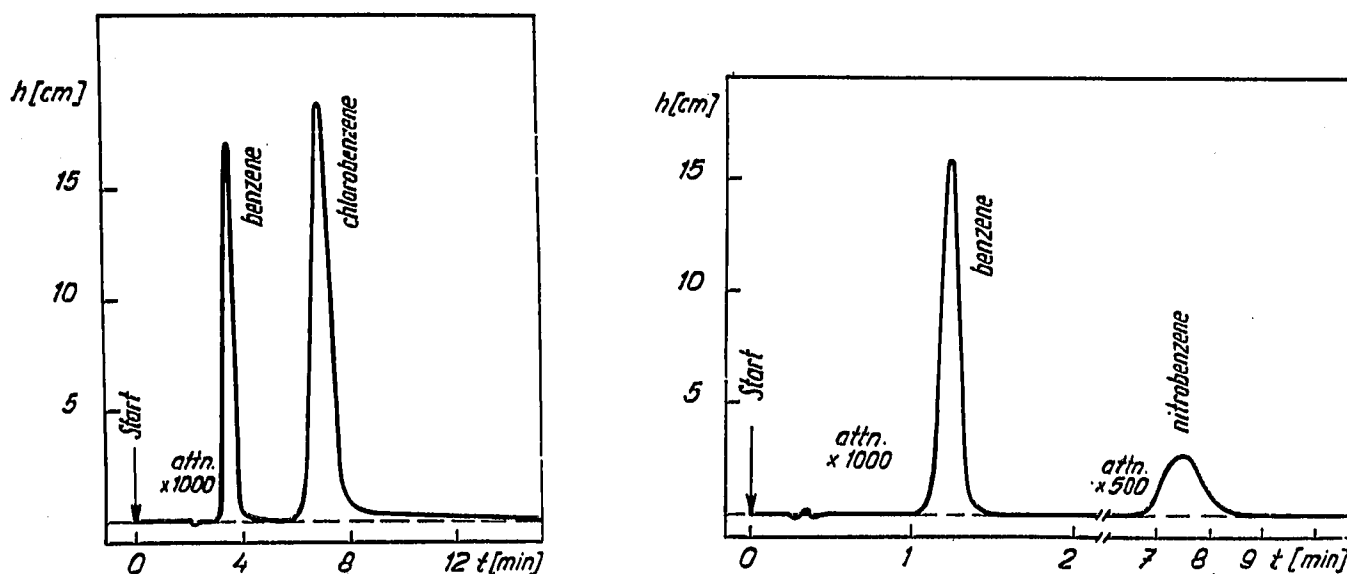 h[cm]
15
10
5
Start
attn.
x1000
benzene
chlorobenzene
0
4
8
12
t[min]
h[cm]
15
10
5
Start
attn.
x 1000
benzene
attn.
x500
nitrobenzene
0
1
2
7
8
9
t [min]